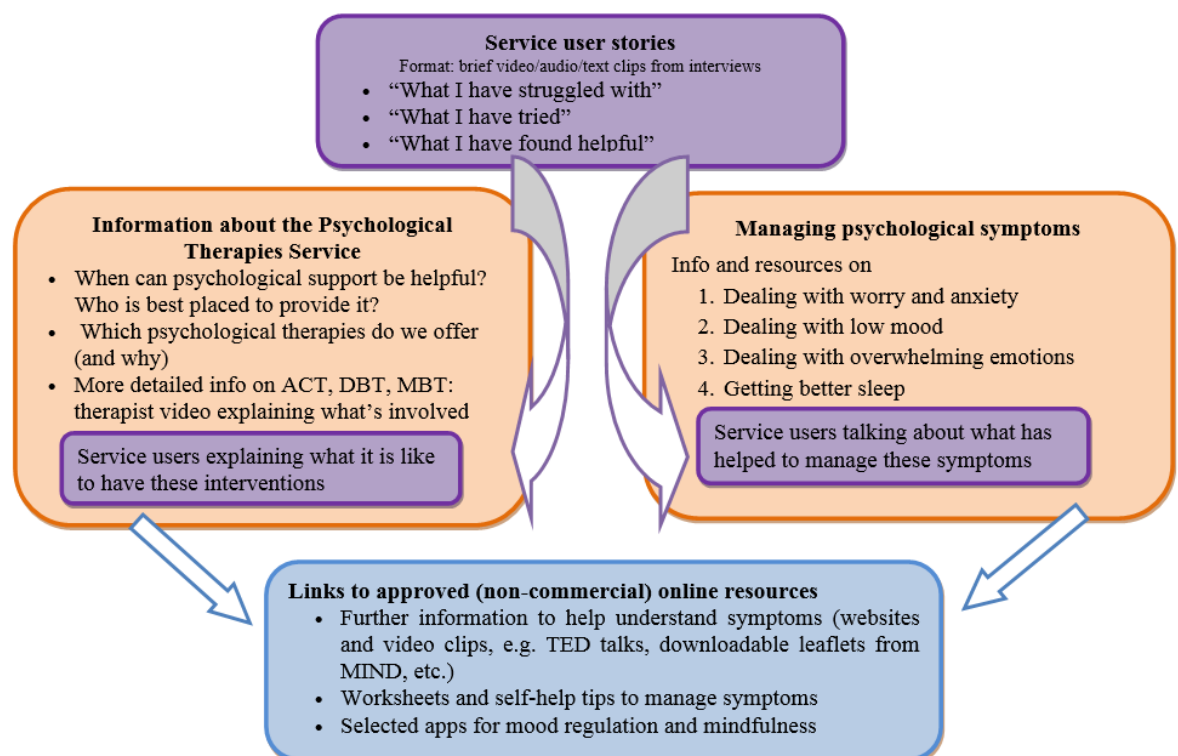 Service user stories
Format: brief video/audio/text clips from interviews
• “What I have struggled with”
• “What I have tried”
• “What I have found helpful”
Information about the Psychological
Therapies Service
• When can psychological support be helpful?
Who is best placed to provide it?
• Which psychological therapies do we offer
(and why)
• More detailed info on ACT, DBT, MBT:
therapist video explaining what’s involved
Service users explaining what it is like
to have these interventions
Managing psychological symptoms
Info and resources on
1. Dealing with worry and anxiety
2. Dealing with low mood
3. Dealing with overwhelming emotions
4. Getting better sleep
Service users talking about what has
helped to manage these symptoms
Links to approved (non-commercial) online resources
• Further information to help understand symptoms (websites
and video clips, e.g. TED talks, downloadable leaflets from
MIND, etc.)
• Worksheets and self-help tips to manage symptoms
• Selected apps for mood regulation and mindfulness